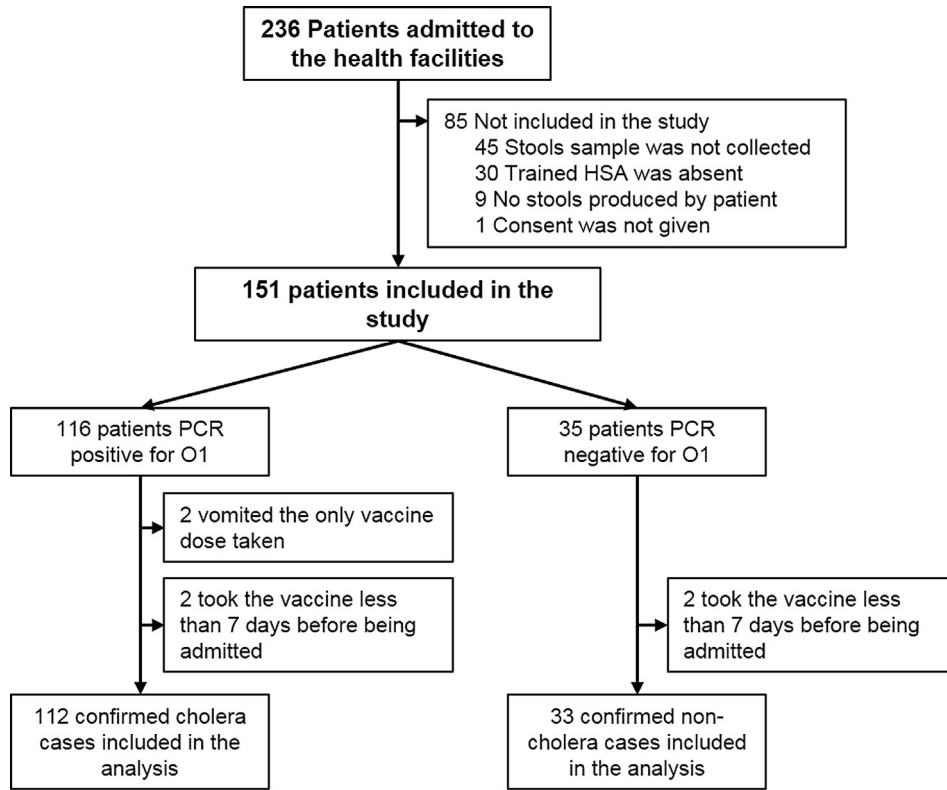 236 Patients admitted to
the health facilities
85 Not included in the study
45 Stools sample was not collected
30 Trained HSA was absent
9 No stools produced by patient
1 Consent was not given
151 patients included in the
study
116 patients PCR
positive for O1
35 patients PCR
negative for O1
2 vomited the only vaccine
dose taken
2 took the vaccine less
than 7 days before being
admitted
2 took the vaccine less
than 7 days before being
admitted
112 confirmed cholera
cases included in the
analysis
33 confirmed non-
cholera cases included
in the analysis